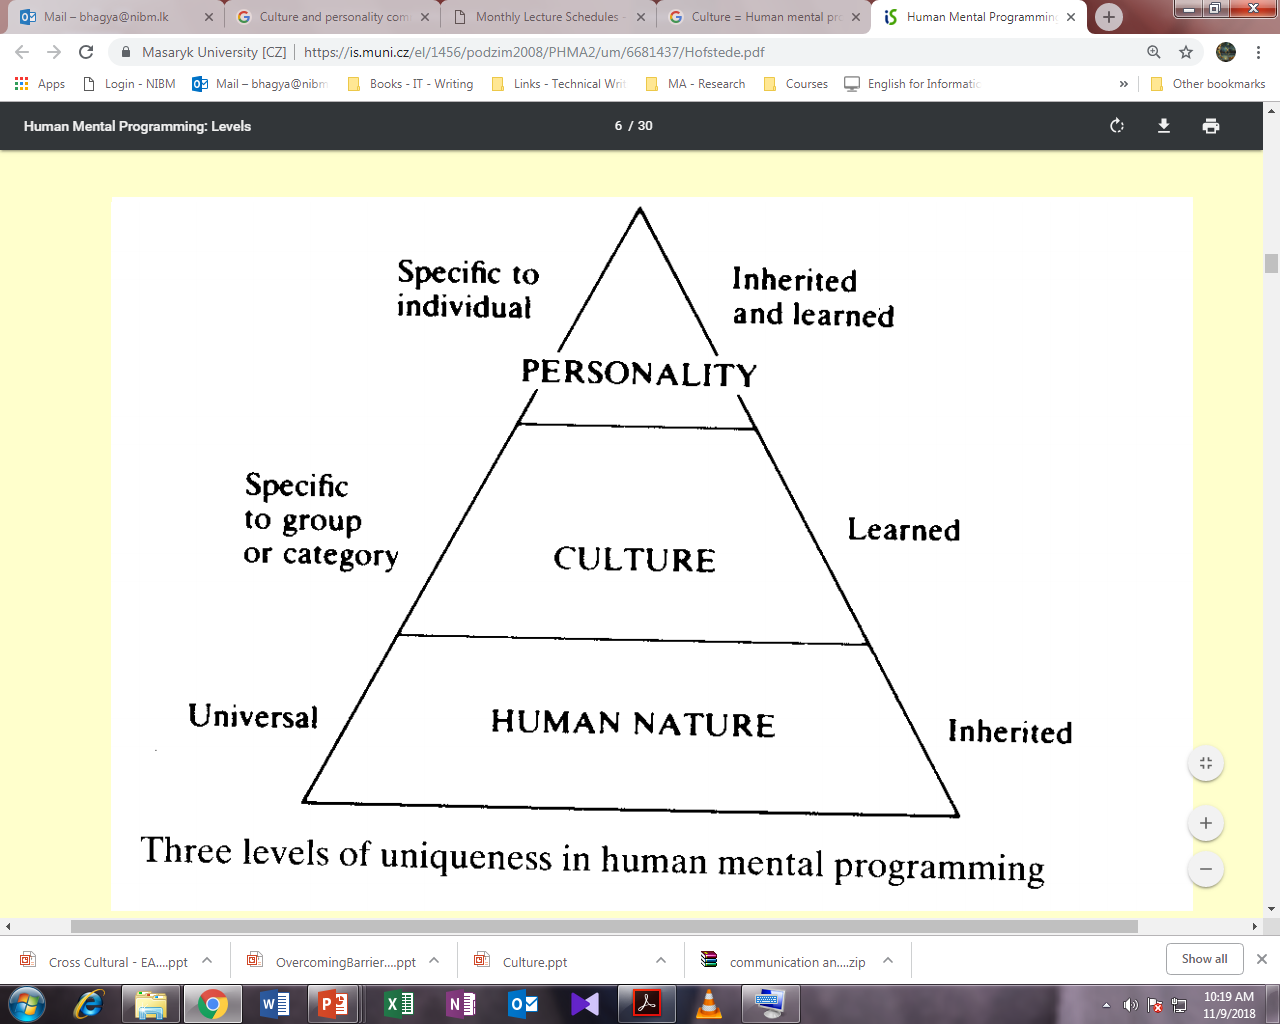 Mail – bhagya@nibm.lk
Culture and personality com
Monthly Lecture Schedules -
Culture = Human mental pro
Human Mental Programming
Masaryk University [CZ] | https://is.muni.cz/el/1456/podzim2008/PHMA2/um/6681437/Hofstede.pdf
Apps
Login - NIBM
Mail – bhagya@nibm
Books - IT - Writing
Links - Technical Writ
MA - Research
Courses
English for Informatic
»
Other bookmarks
Human Mental Programming: Levels
6 / 30
Specific to
individual
Inherited
and learned
PERSONALITY
Specific
to group
or category
CULTURE
Learned
Universal
HUMAN NATURE
Inherited
Three levels of uniqueness in human mental programming
Cross Cultural - EA....ppt
OvercomingBarrier....ppt
Culture.ppt
communication an....zip
Show all
10:19 AM
11/9/2018